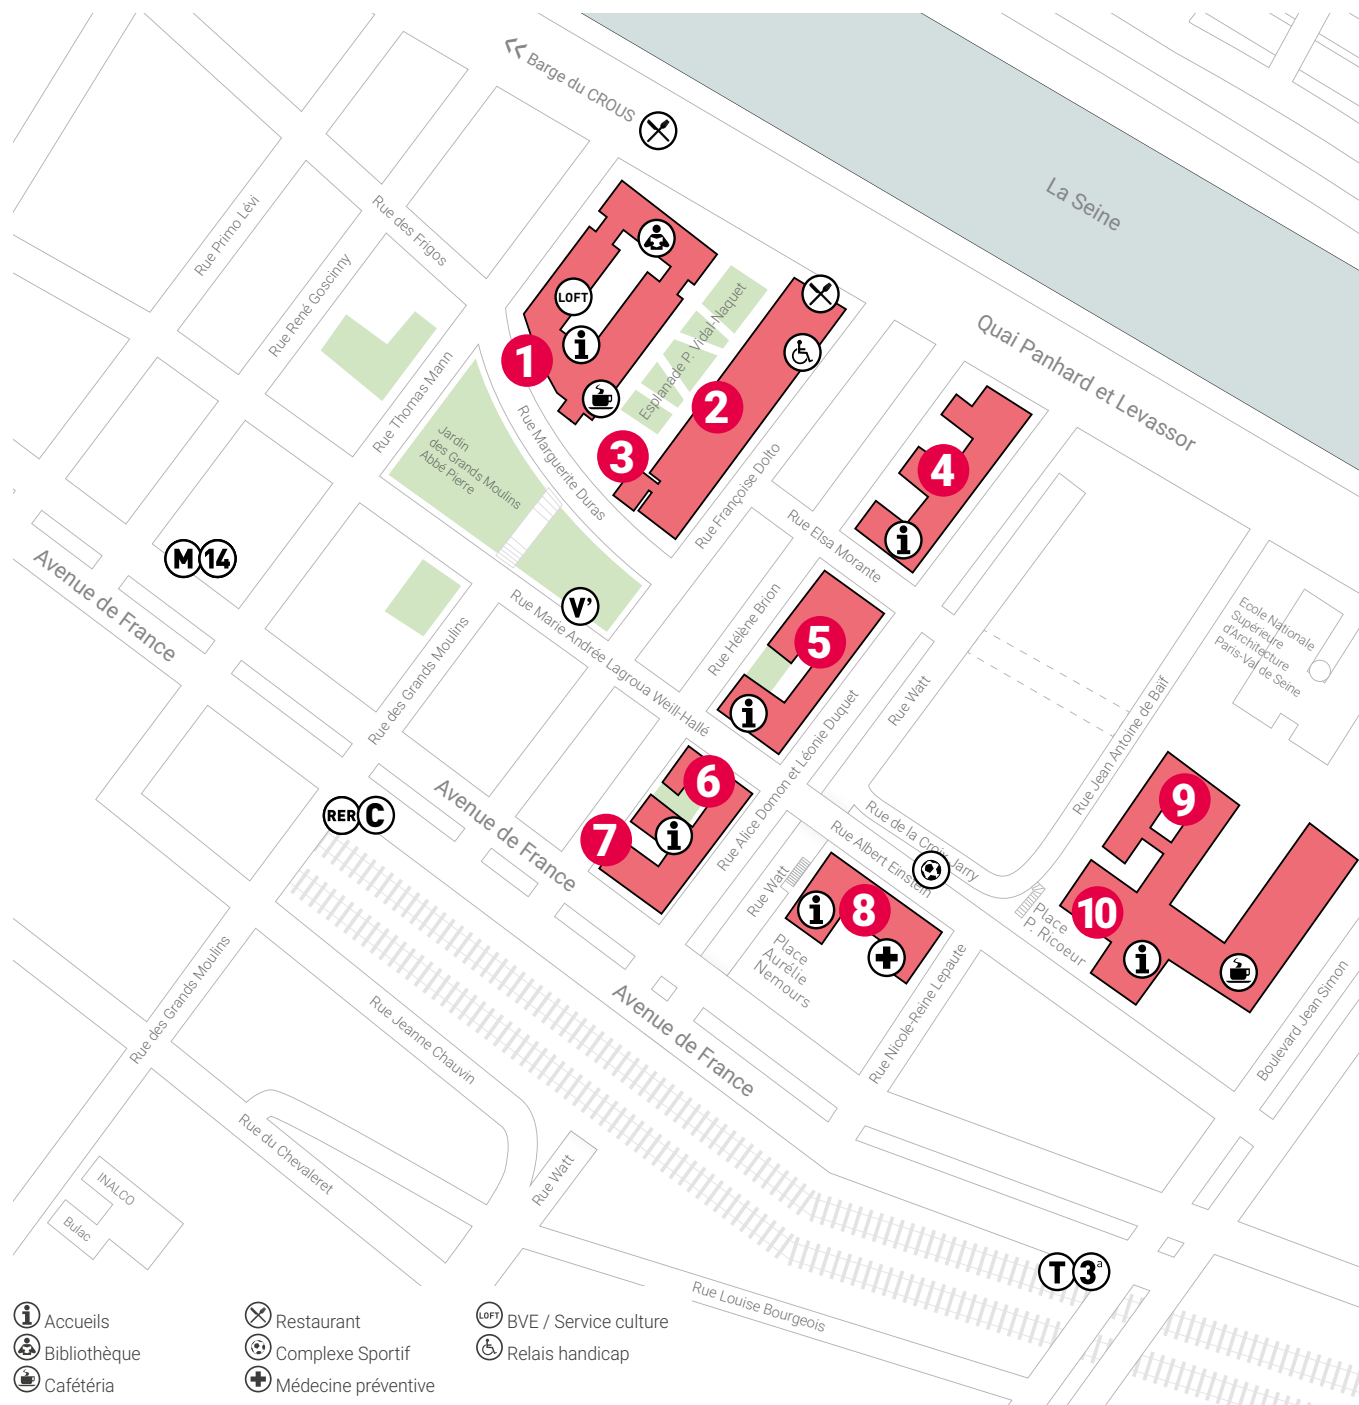 Barge du CROUS
La Seine
Rue Primo Lévi
Rue des Frigos
Rue René Goscinny
LOFT
1
Esplanade P. Vidal-Naquet
2
3
Quai Panhard et Levassor
4
Rue Thomas Mann
Jardin
des Grands Moulins
Abbé Pierre
Rue Marguerite Duras
Rue Françoise Dolto
Rue Elsa Morante
M 14
Avenue de France
V'
Rue Marie Andrée Lagroua Weill-Hallé
Rue Hélène Brion
5
Rue des Grands Moulins
Rue Watt
Ecole Nationale
Supérieure
d'Architecture
Paris-Val de Seine
Rue Jean Antoine de Baïf
Rue Alice Domon et Léonie Duquet
6
7
RER C
Avenue de France
Rue de la Croix Jarry
Rue Albert Einstein
Rue Watt
8
9
10
Place
P. Ricoeur
Place
Aurélie
Nemours
Rue Nicole-Reine Lepaute
Boulevard Jean Simon
Rue des Grands Moulins
Rue Jeanne Chauvin
Avenue de France
Rue du Chevaleret
Rue Watt
INALCO
Bulac
T 3a
Rue Louise Bourgeois
Accueils
Bibliothèque
Cafétéria
Restaurant
Complexe Sportif
Médecine préventive
LOFT BVE / Service culture
Relais handicap